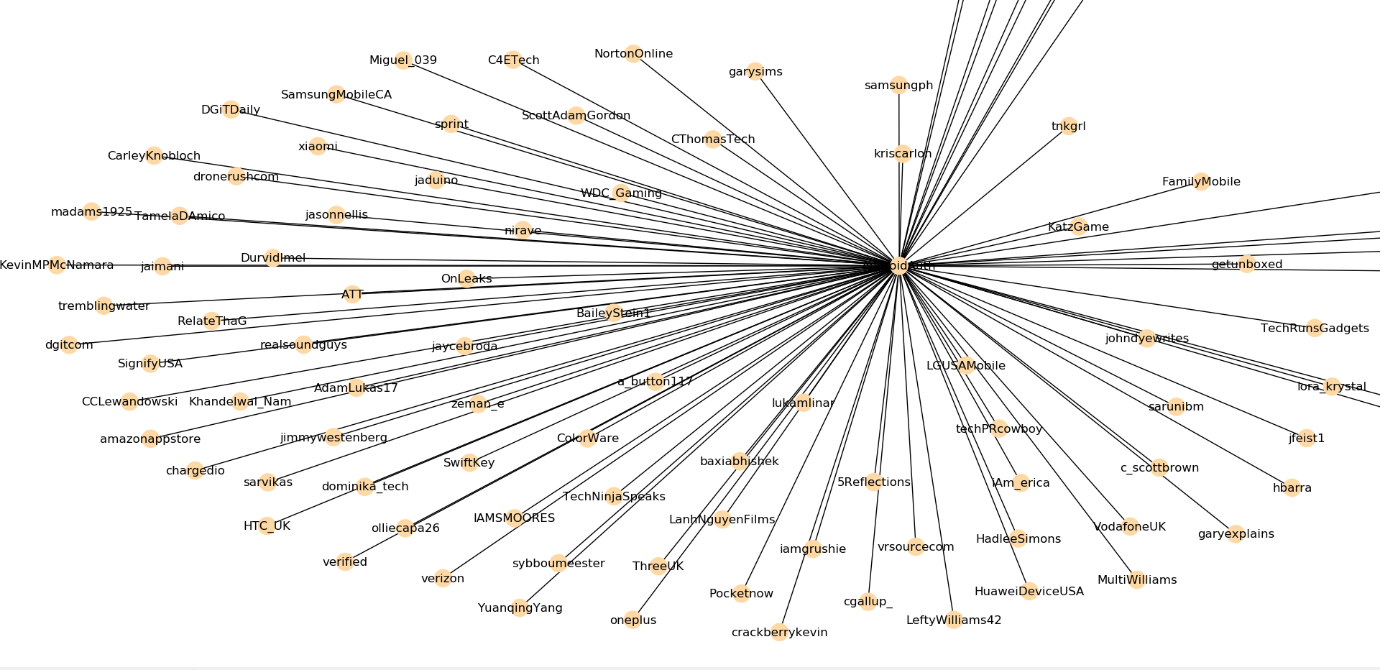 NortonOnline
Miguel_039
C4ETech
garysims
samsungph
SamsungMobileCA
DGiTDaily
ScottAdamGordon
sprint
tnkgrl
CThomasTech
xiaomi
CarleyKnobloch
kriscarlon
dronerushcom
jaduino
FamilyMobile
WDC_Gaming
madams1925
TamelaDAmico
jasonnellis
KatzGame
nirave
KevinMPMcNamara
jaimani
DurvidImel
getunboxed
OnLeaks
ATT
tremblingwater
BaileyStein1
RelateThaG
TechRunsGadgets
johndyewrites
dgitcom
realsoundguys
jaycebroda
SignifyUSA
LGUSAMobile
a_button117
lora_krystal
AdamLukas17
CCLewandowski
Khandelwal_Nam
zeman_e
lukamlinar
sarunibm
techPRcowboy
amazonappstore
jimmywestenberg
ColorWare
jfeist1
baxiabhishek
SwiftKey
chargedio
c_scottbrown
sarvikas
dominika_tech
5Reflections
iAm_erica
hbarra
TechNinjaSpeaks
IAMSMOORES
LanhNguyenFilms
HTC_UK
olliecapa26
VodafoneUK
garyexplains
HadleeSimons
iamgrushie
vrsourcecom
verified
sybboumeester
ThreeUK
verizon
MultiWilliams
Pocketnow
HuaweiDeviceUSA
cgallup_
YuanqingYang
oneplus
LeftyWilliams42
crackberrykevin